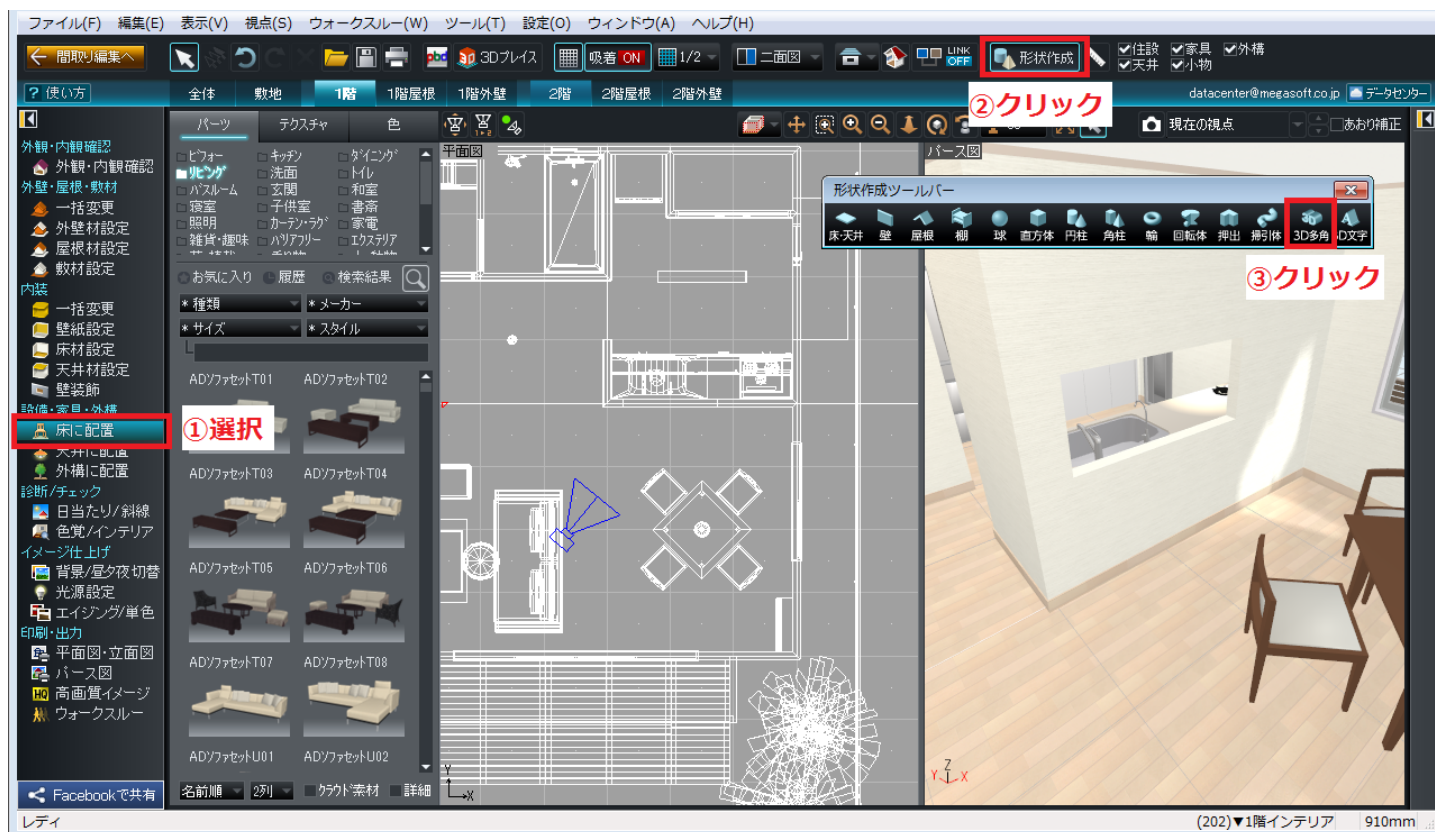 ファイル(F) 編集(E) 表示(V) 視点(S) ウォークスルー(W) ツール(T) 設定(O) ウィンドウ(A) ヘルプ(H)
間取り編集へ pbd 3Dプレイス 吸着 ON 1/2 二面図 LINK OFF 形状作成 住設 家具 外構
天井 小物
? 使い方 全体 敷地 1階 1階屋根 1階外壁 2階 2階屋根 2階外壁 datacenter@megasoft.co.jp データセンター
②クリック
パーツ テクスチャ 色
現在の視点 あおり補正
平面図
パース図
外観・内観確認
外観・内観確認
外壁・屋根・敷材
一括変更
外壁材設定
屋根材設定
敷材設定
内装
一括変更
壁紙設定
床材設定
天井材設定
壁装飾
設備・家具・外構
床に配置
①選択
天井に配置
外構に配置
診断/チェック
日当たり/斜線
色覚/インテリア
イメージ仕上げ
背景/昼夕夜切替
光源設定
エイジング/単色
印刷・出力
平面図・立面図
パース図
高画質イメージ
ウォークスルー
Facebookで共有
ビフォー キッチン ダイニング
リビング 洗面 トイレ
バスルーム 玄関 和室
寝室 子供室 書斎
照明 カーテン・ラグ 家電
雑貨・趣味 バリアフリー エクステリア
お気に入り 履歴 検索結果
* 種類 * メーカー
* サイズ * スタイル
ADソファセットT01 ADソファセットT02
ADソファセットT03 ADソファセットT04
ADソファセットT05 ADソファセットT06
ADソファセットT07 ADソファセットT08
ADソファセットU01 ADソファセットU02
名前順 2列 クラウド素材 詳細
形状作成ツールバー
床・天井 壁 屋根 棚 球 直方体 円柱 角柱 輪 回転体 押出 掃引体 3D多角 3D文字
③クリック
Y
X
Z
Y X
レディ (202)▼1階インテリア 910mm